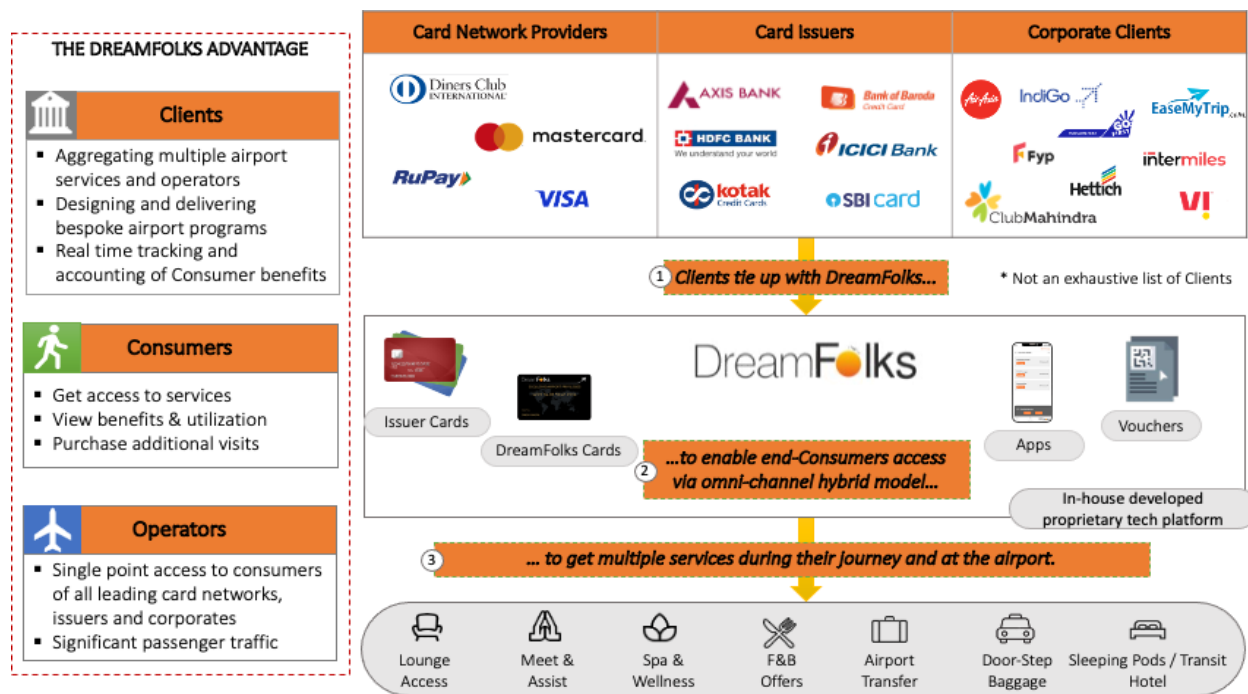 THE DREAMFOLKS ADVANTAGE
Clients
▪ Aggregating multiple airport
services and operators
▪ Designing and delivering
bespoke airport programs
▪ Real time tracking and
accounting of Consumer benefits
Consumers
▪ Get access to services
▪ View benefits & utilization
▪ Purchase additional visits
Operators
▪ Single point access to consumers
of all leading card networks,
issuers and corporates
▪ Significant passenger traffic
Card Network Providers
Diners Club
INTERNATIONAL®
mastercard.
RuPay
VISA
Card Issuers
AXIS BANK
Bank of Baroda
Credit Card
HDFC BANK
We understand your world
ICICI Bank
kotak
Credit Cards
SBI card
Corporate Clients
AirAsia
IndiGo
EaseMyTrip
GO
FIRST
Fyp
intermiles
Hettich
ClubMahindra
VI
1
Clients tie up with DreamFolks...
* Not an exhaustive list of Clients
Issuer Cards
DreamFolks Cards
DreamFolks
Apps
Vouchers
2
...to enable end-Consumers access
via omni-channel hybrid model...
In-house developed
proprietary tech platform
3
... to get multiple services during their journey and at the airport.
Lounge
Access
Meet &
Assist
Spa &
Wellness
F&B
Offers
Airport
Transfer
Door-Step
Baggage
Sleeping Pods / Transit
Hotel